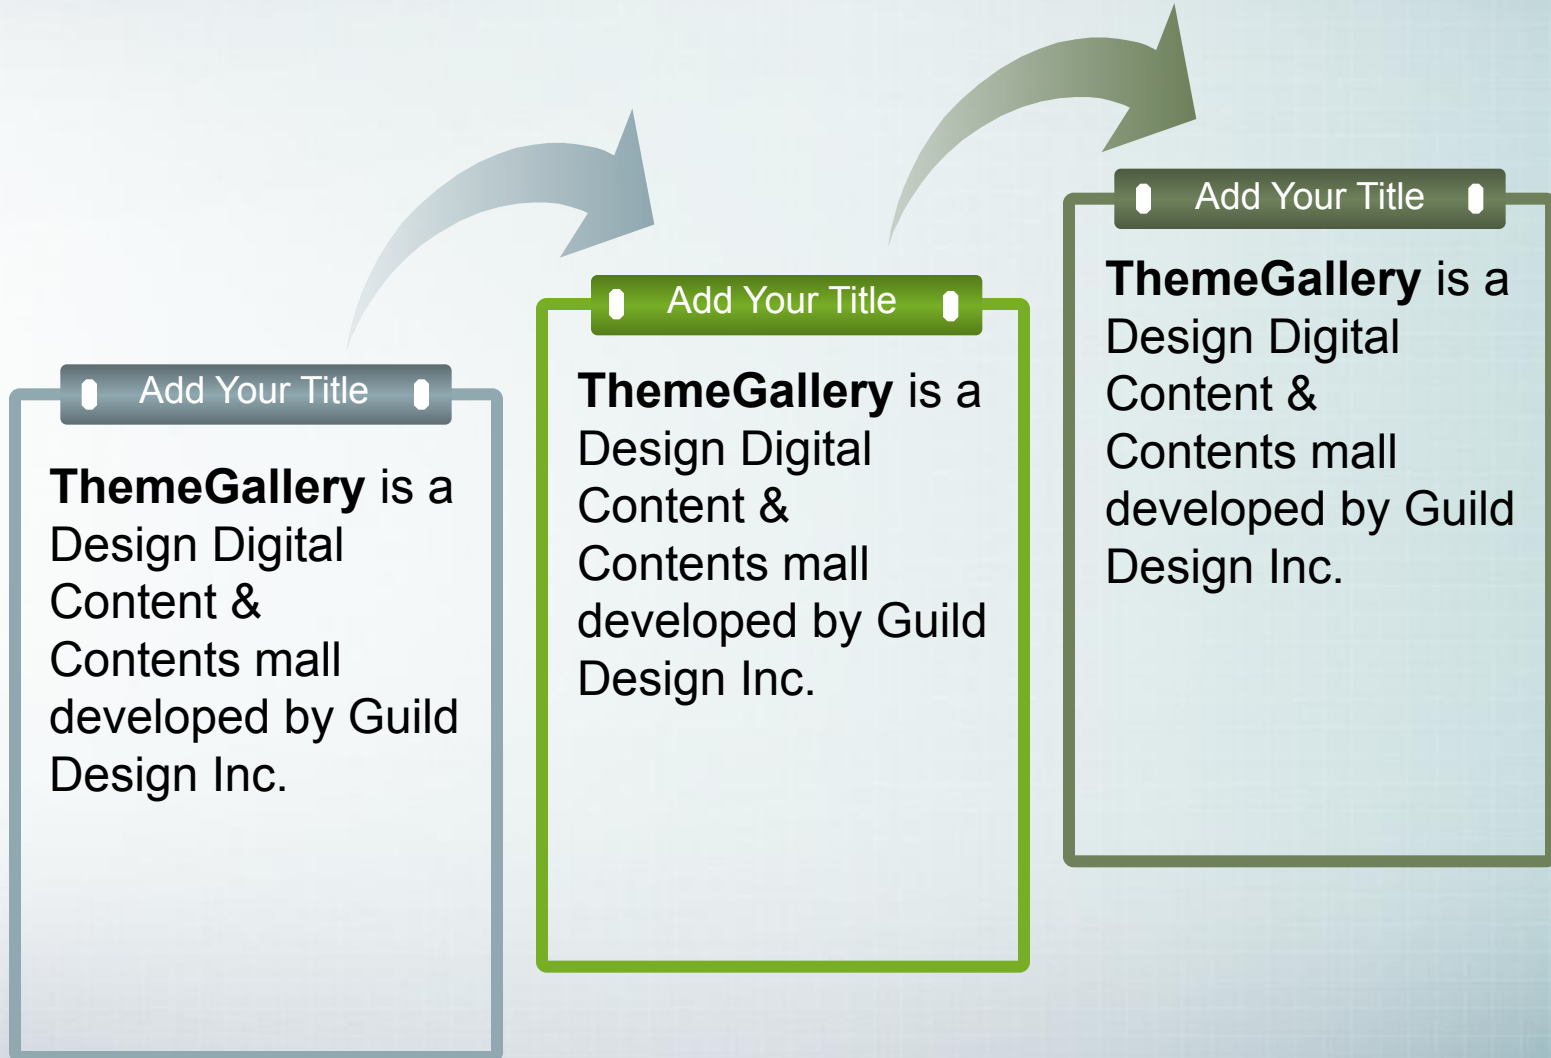 Add Your Title
ThemeGallery is a
Design Digital
Content &
Contents mall
developed by Guild
Design Inc.
Add Your Title
ThemeGallery is a
Design Digital
Content &
Contents mall
developed by Guild
Design Inc.
Add Your Title
ThemeGallery is a
Design Digital
Content &
Contents mall
developed by Guild
Design Inc.